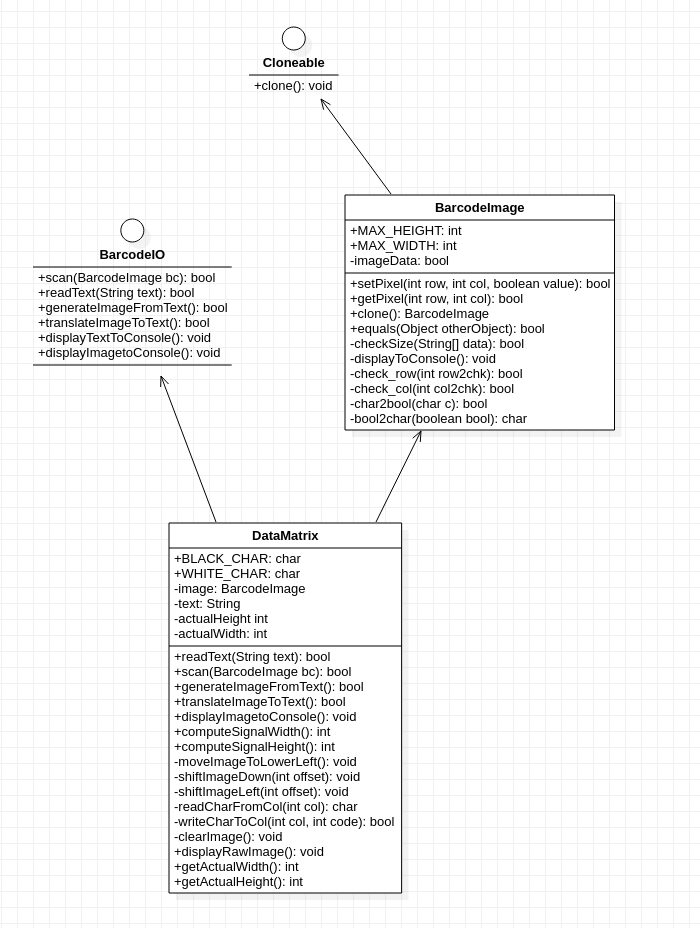 Cloneable
+clone(): void
BarcodeImage
+MAX_HEIGHT: int
+MAX_WIDTH: int
-imageData: bool
+setPixel(int row, int col, boolean value): bool
+getPixel(int row, int col): bool
+clone(): BarcodeImage
+equals(Object otherObject): bool
-checkSize(String[] data): bool
-displayToConsole(): void
-check_row(int row2chk): bool
-check_col(int col2chk): bool
-char2bool(char c): bool
-bool2char(boolean bool): char
BarcodeIO
+scan(BarcodeImage bc): bool
+readText(String text): bool
+generateImageFromText(): bool
+translateImageToText(): bool
+displayTextToConsole(): void
+displayImagetoConsole(): void
DataMatrix
+BLACK_CHAR: char
+WHITE_CHAR: char
-image: BarcodeImage
-text: String
-actualHeight int
-actualWidth: int
+readText(String text): bool
+scan(BarcodeImage bc): bool
+generateImageFromText(): bool
+translateImageToText(): bool
+displayImagetoConsole(): void
+computeSignalWidth(): int
+computeSignalHeight(): int
-moveImageToLowerLeft(): void
-shiftImageDown(int offset): void
-shiftImageLeft(int offset): void
-readCharFromCol(int col): char
-writeCharToCol(int col, int code): bool
-clearImage(): void
+displayRawImage(): void
+getActualWidth(): int
+getActualHeight(): int